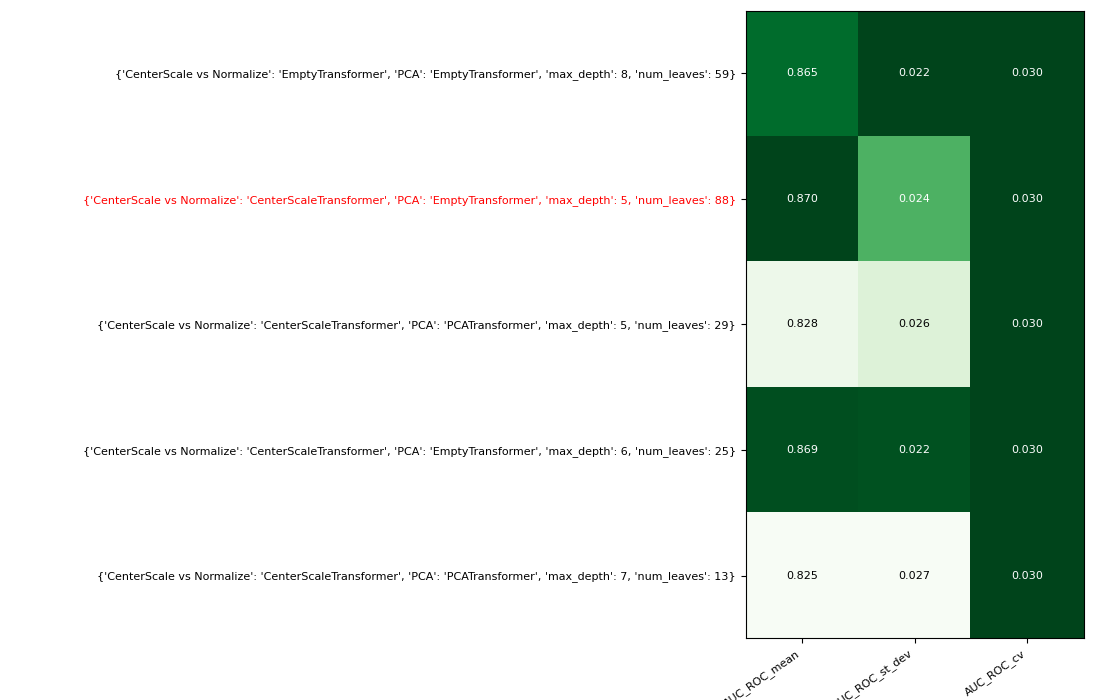 {'CenterScale vs Normalize': 'EmptyTransformer', 'PCA': 'EmptyTransformer', 'max_depth': 8, 'num_leaves': 59} 0.865 0.022 0.030
{'CenterScale vs Normalize': 'CenterScaleTransformer', 'PCA': 'EmptyTransformer', 'max_depth': 5, 'num_leaves': 88} 0.870 0.024 0.030
{'CenterScale vs Normalize': 'CenterScaleTransformer', 'PCA': 'PCATransformer', 'max_depth': 5, 'num_leaves': 29} 0.828 0.026 0.030
{'CenterScale vs Normalize': 'CenterScaleTransformer', 'PCA': 'EmptyTransformer', 'max_depth': 6, 'num_leaves': 25} 0.869 0.022 0.030
{'CenterScale vs Normalize': 'CenterScaleTransformer', 'PCA': 'PCATransformer', 'max_depth': 7, 'num_leaves': 13} 0.825 0.027 0.030
UC_ROC_mean UC_ROC_st_dev AUC_ROC_cv